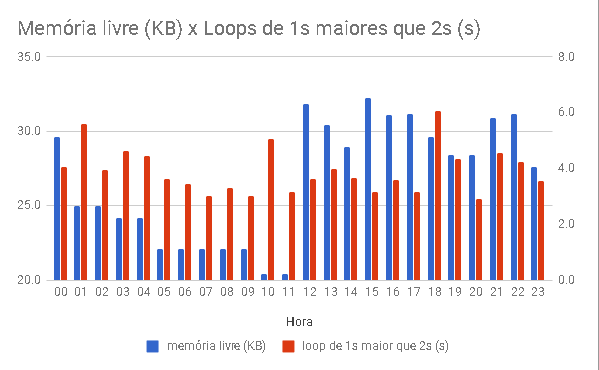 Memória livre (KB) x Loops de 1s maiores que 2s (s)
35.0 8.0
30.0 6.0
4.0
25.0
2.0
20.0 0.0
00 01 02 03 04 05 06 07 08 09 10 11 12 13 14 15 16 17 18 19 20 21 22 23
Hora
memória livre (KB) loop de 1s maior que 2s (s)